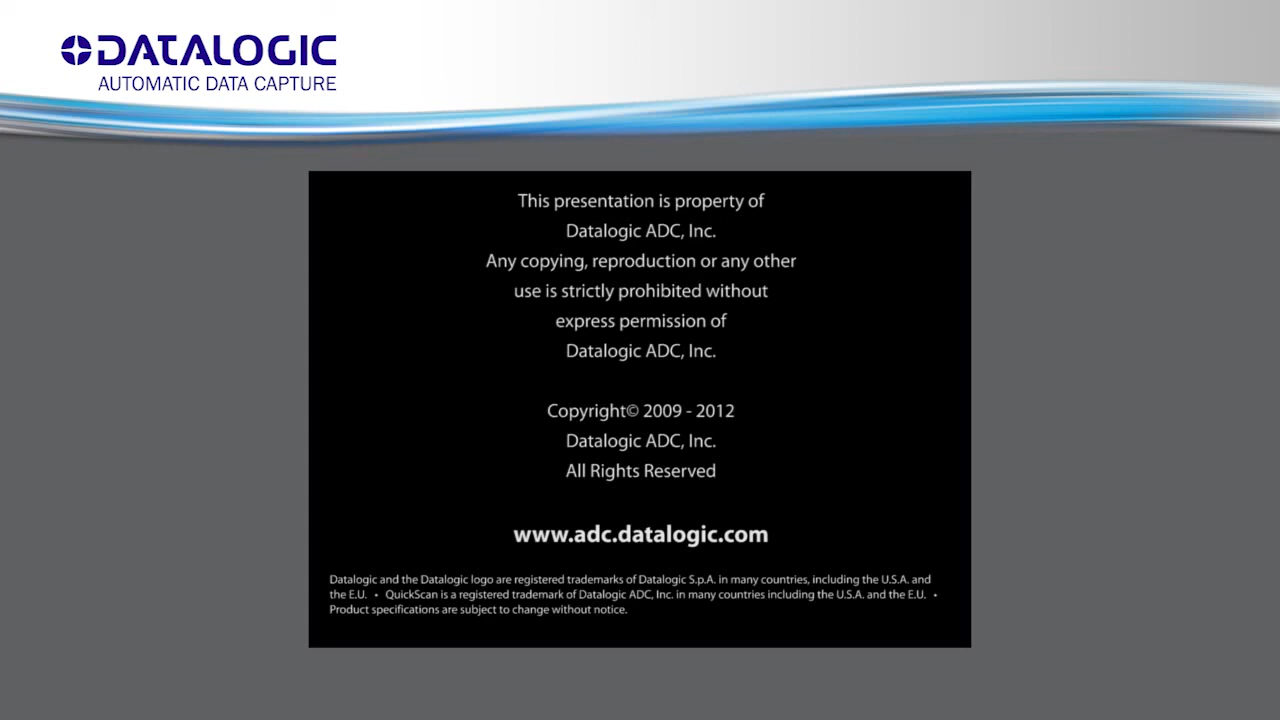 DATALOGIC
AUTOMATIC DATA CAPTURE
This presentation is property of
Datalogic ADC, Inc.
Any copying, reproduction or any other
use is strictly prohibited without
express permission of
Datalogic ADC, Inc.
Copyright© 2009 - 2012
Datalogic ADC, Inc.
All Rights Reserved
www.adc.datalogic.com
Datalogic and the Datalogic logo are registered trademarks of Datalogic S.p.A. in many countries, including the U.S.A. and
the E.U. • QuickScan is a registered trademark of Datalogic ADC, Inc. in many countries including the U.S.A. and the E.U. •
Product specifications are subject to change without notice.